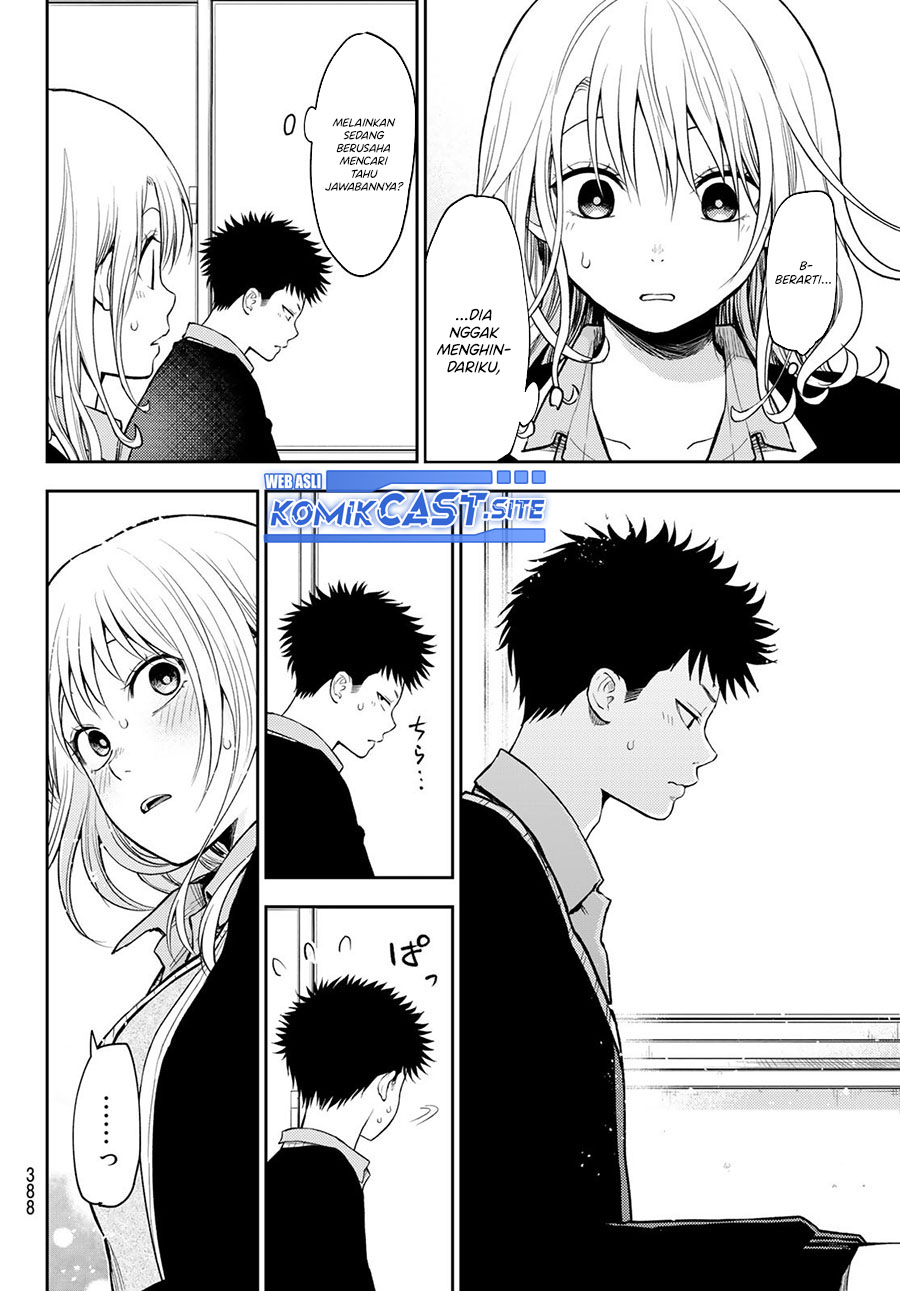 B-
BERARTI...
...DIA
NGGAK
MENGHIN-
DARIKU,
MELAINKAN
SEDANG
BERUSAHA
MENCARI
TAHU
JAWABANNYA?
WEB ASLI
KOMIKCAST.SITE
ちら…
ぱっ
……っ
388